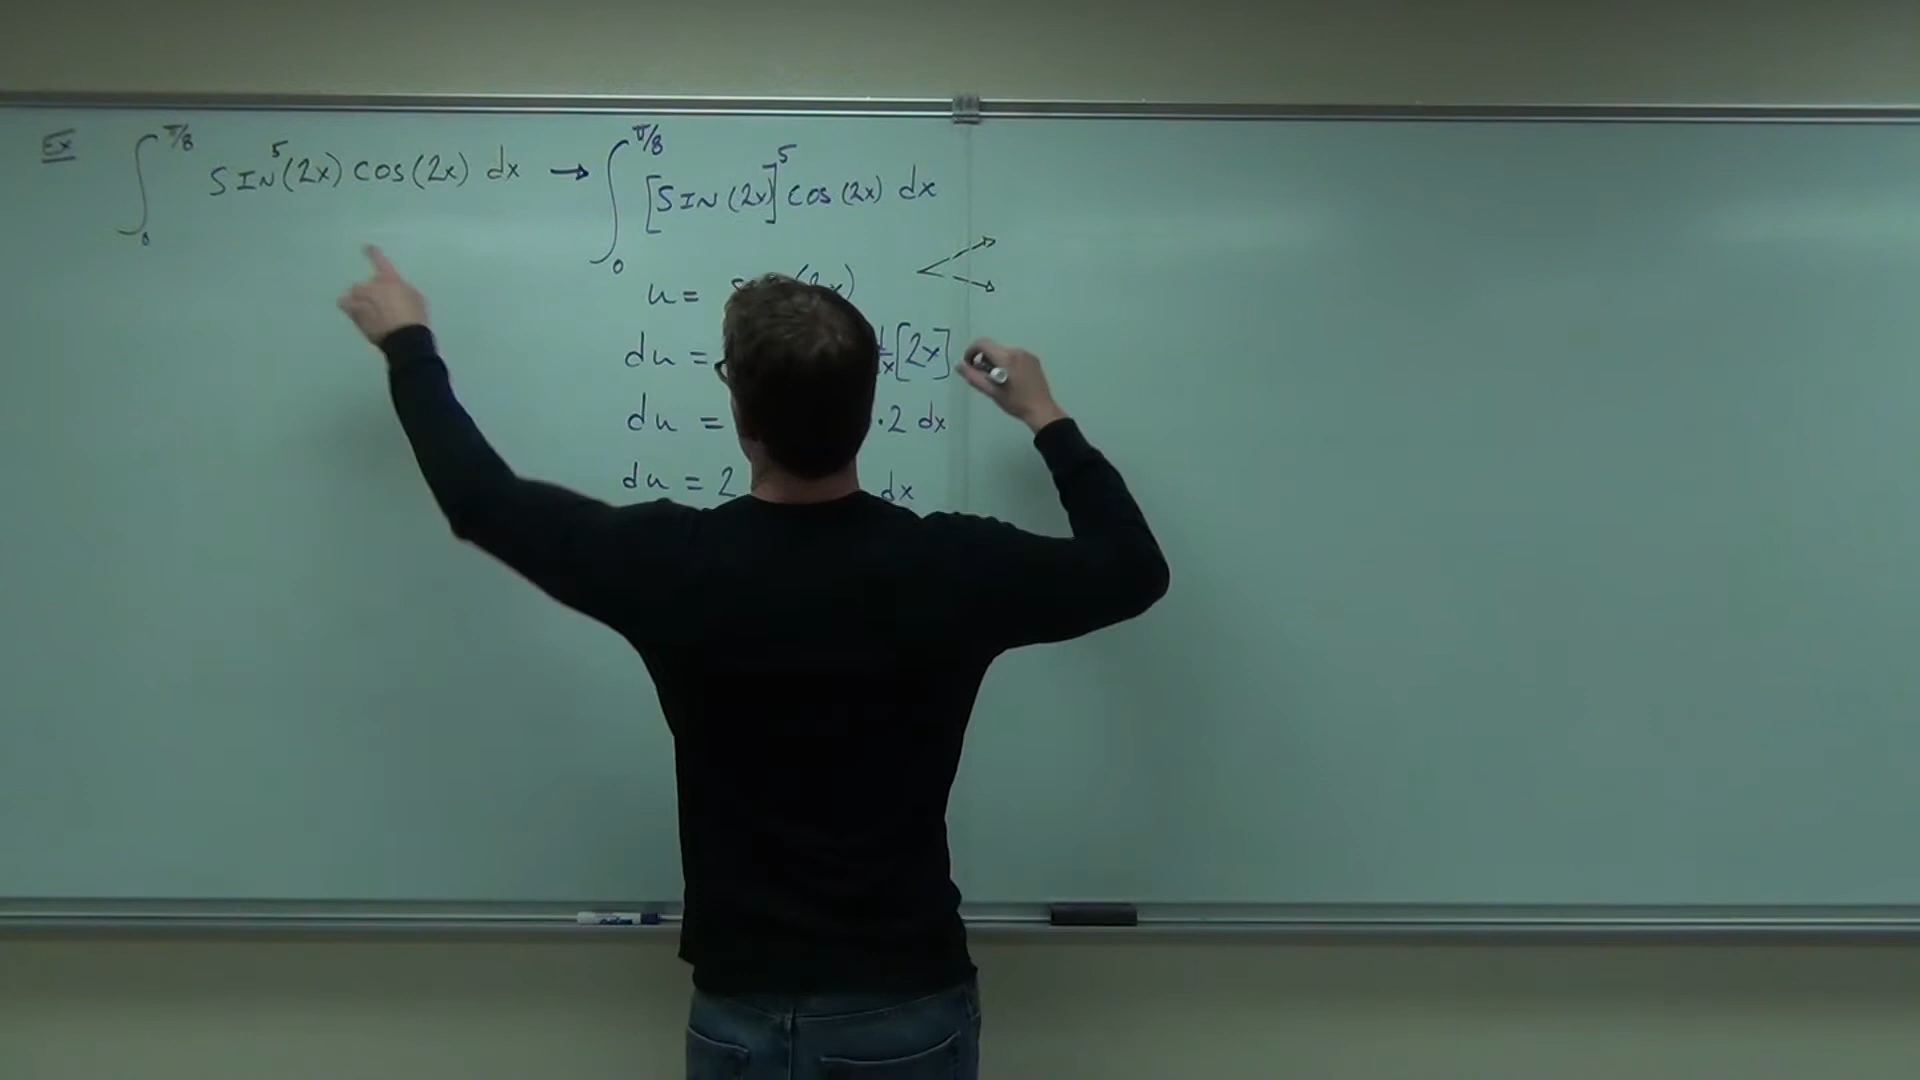 Ex ∫₀^π/8 SIN⁵(2x) cos(2x) dx → ∫₀^π/8 [SIN(2x)]⁵ cos(2x) dx
u = (2x)
du = [2x]
du = ·2 dx
du = 2 dx